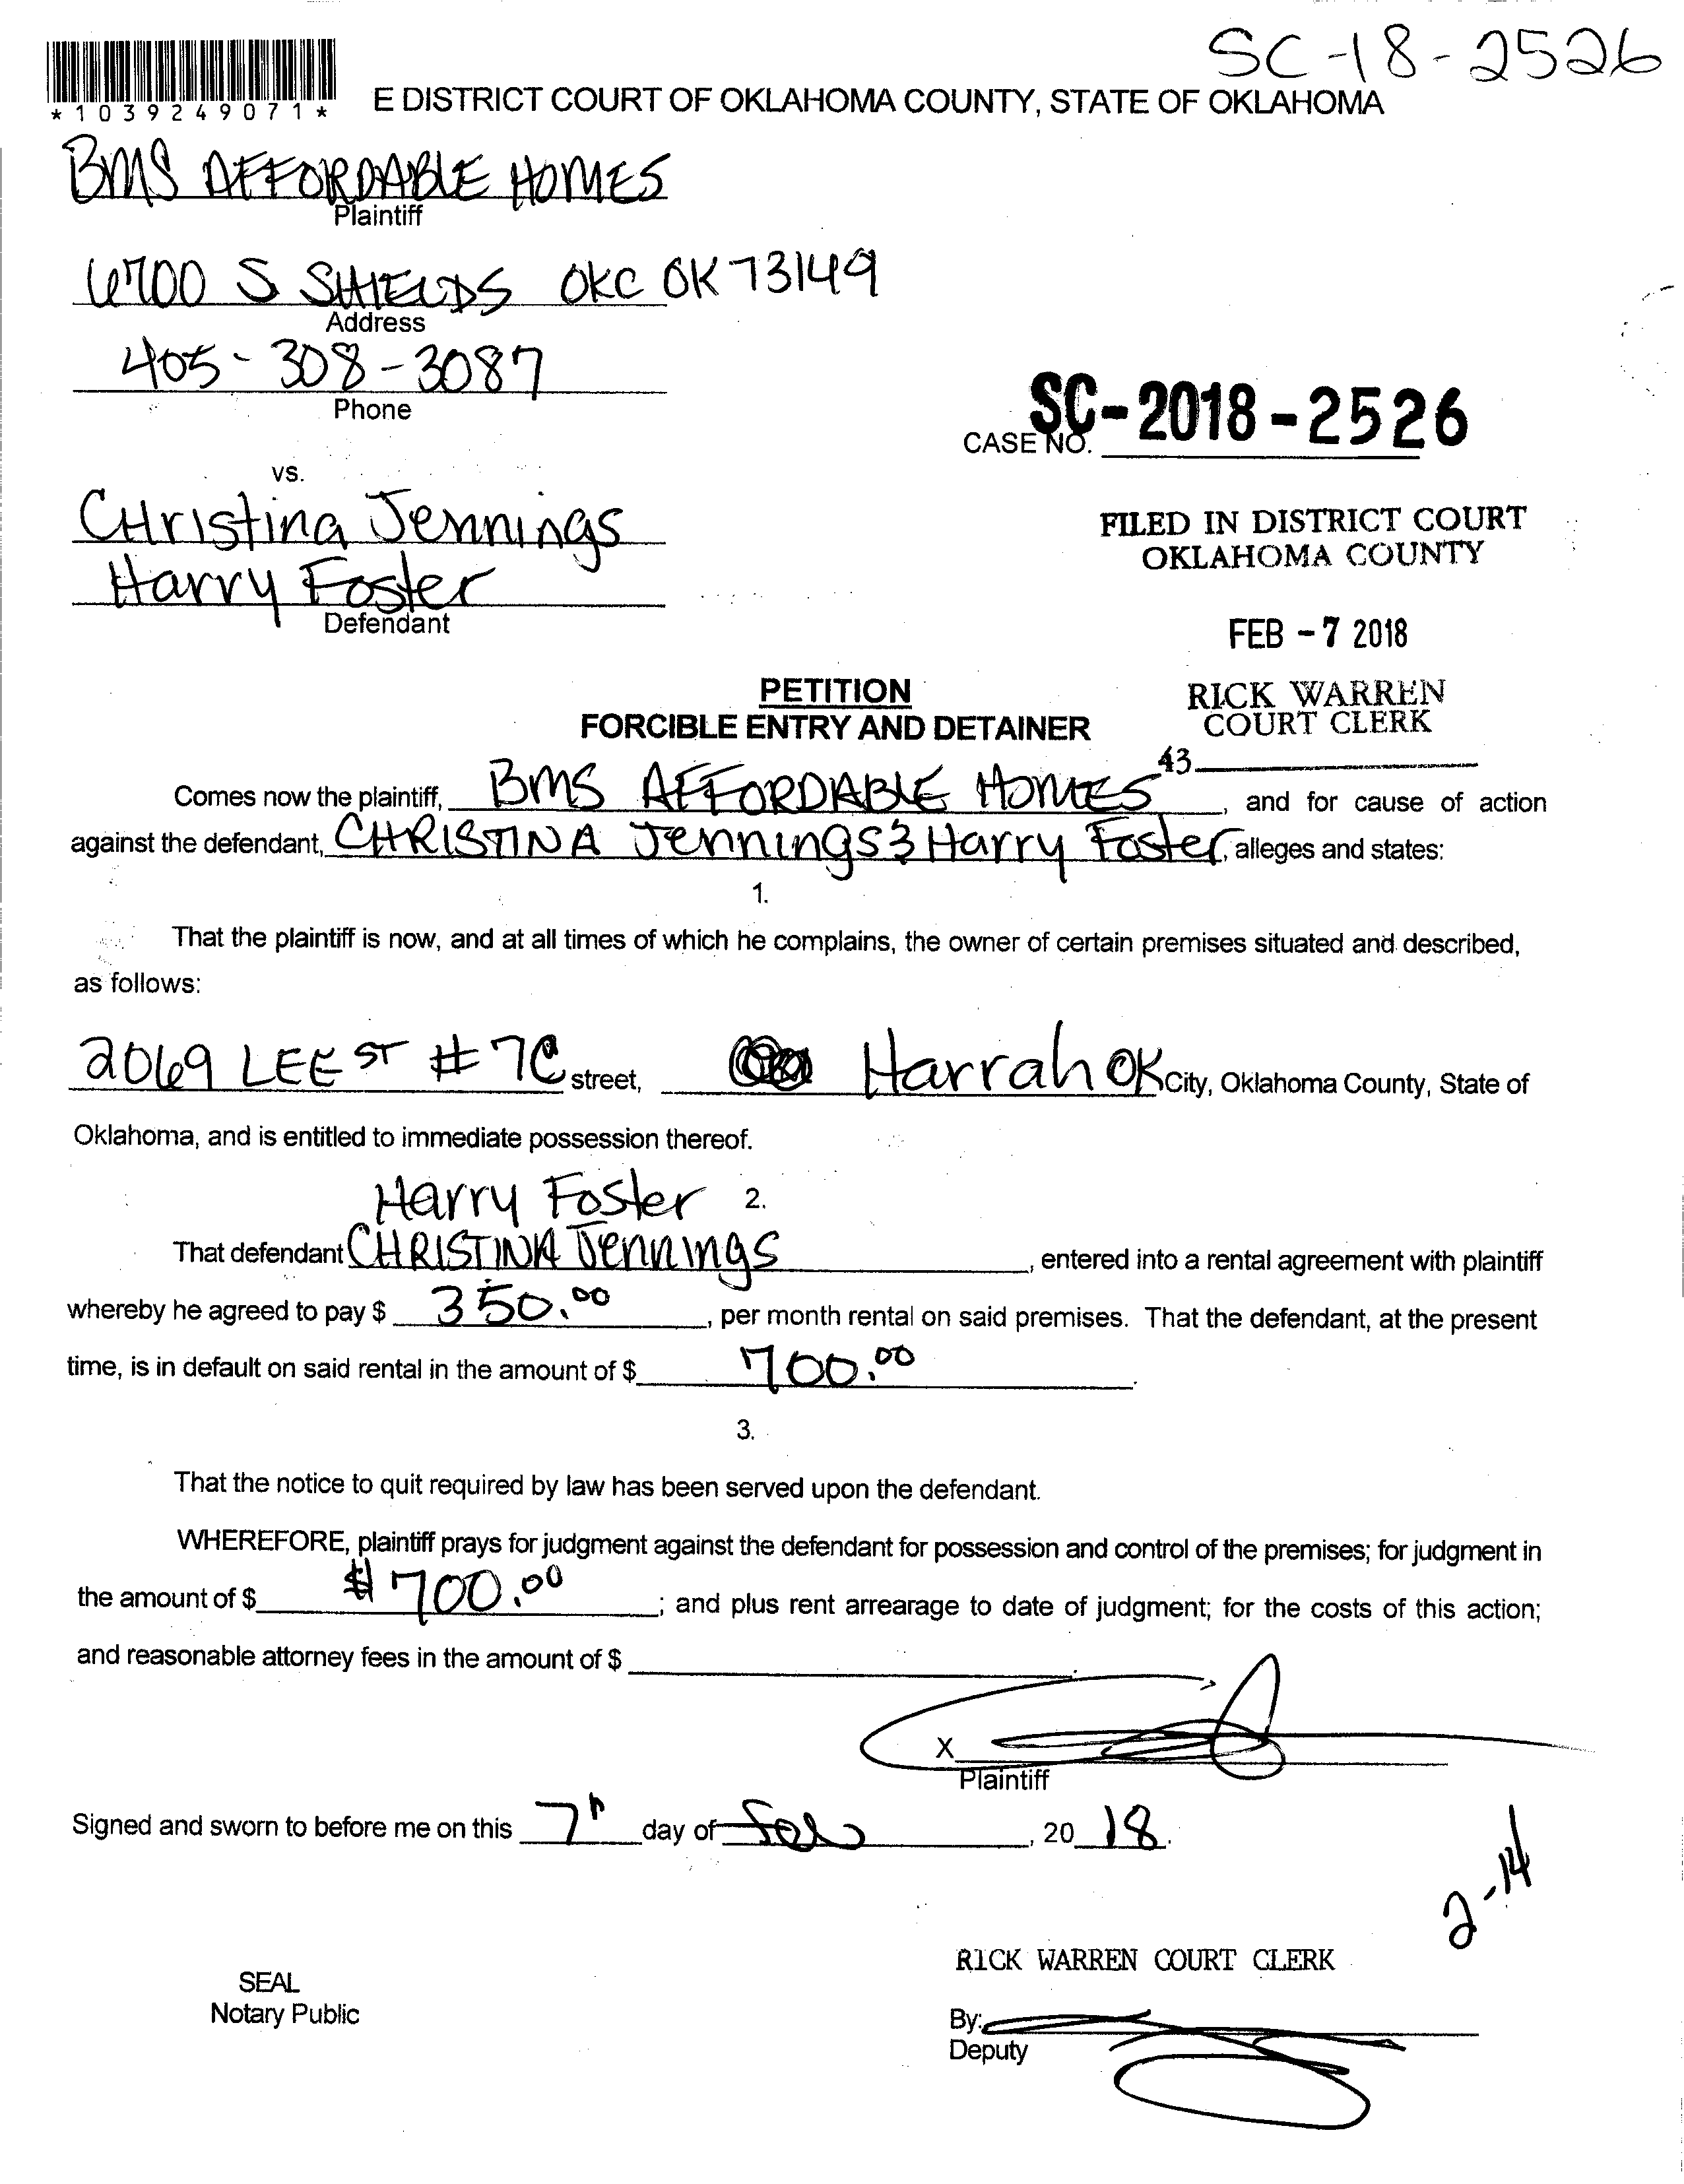 SC-18-2526
*1039249071*
E DISTRICT COURT OF OKLAHOMA COUNTY, STATE OF OKLAHOMA
BMS AFFORDABLE HOMES
Plaintiff
6700 S SHIELDS OKC OK 73149
Address
405-308-3087
Phone
SC-2018-2526
CASE NO.
vs.
CHristina Jennings
Harry Foster
Defendant
FILED IN DISTRICT COURT
OKLAHOMA COUNTY
FEB - 7 2018
RICK WARREN
COURT CLERK
43
PETITION
FORCIBLE ENTRY AND DETAINER
Comes now the plaintiff, BMS AFFORDABLE HOMES, and for cause of action
against the defendant, CHRISTINA Jennings & Harry Foster, alleges and states:
1.
That the plaintiff is now, and at all times of which he complains, the owner of certain premises situated and described,
as follows:
2069 LEE ST #7C street, Harrah OK City, Oklahoma County, State of
Oklahoma, and is entitled to immediate possession thereof.
Harry Foster 2.
That defendant CHRISTINA Jennings, entered into a rental agreement with plaintiff
whereby he agreed to pay $ 350.00, per month rental on said premises. That the defendant, at the present
time, is in default on said rental in the amount of $ 700.00.
3.
That the notice to quit required by law has been served upon the defendant.
WHEREFORE, plaintiff prays for judgment against the defendant for possession and control of the premises; for judgment in
the amount of $ $700.00; and plus rent arrearage to date of judgment; for the costs of this action;
and reasonable attorney fees in the amount of $
X
Plaintiff
Signed and sworn to before me on this 7th day of Feb, 2018.
2-14
RICK WARREN COURT CLERK
SEAL
Notary Public
By:
Deputy